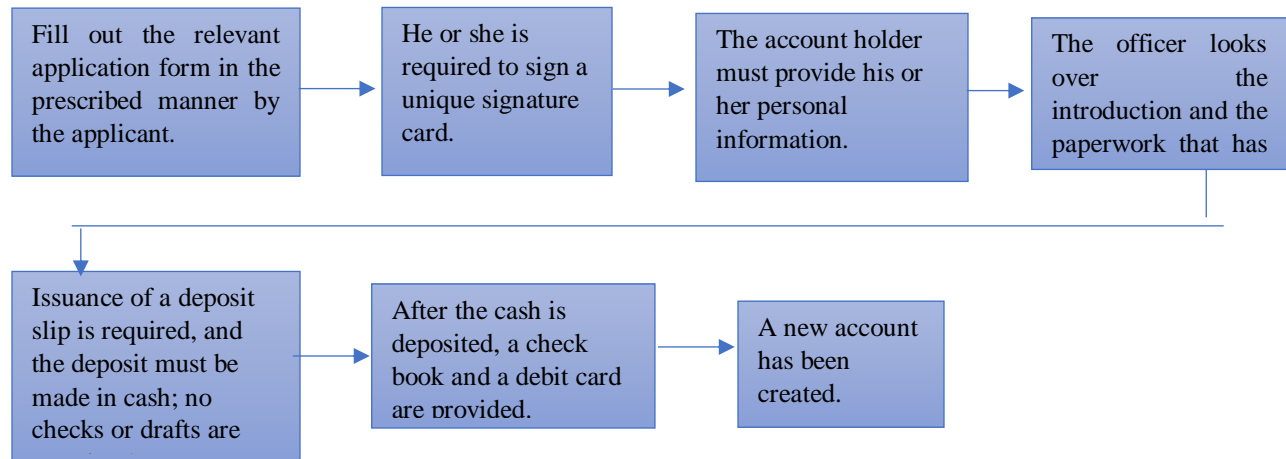 Fill out the relevant
application form in the
prescribed manner by
the applicant.
He or she is
required to sign a
unique signature
card.
The account holder
must provide his or
her personal
information.
The officer looks
over the
introduction and the
paperwork that has
Issuance of a deposit
slip is required, and
the deposit must be
made in cash; no
checks or drafts are
After the cash is
deposited, a check
book and a debit card
are provided.
A new account
has been
created.